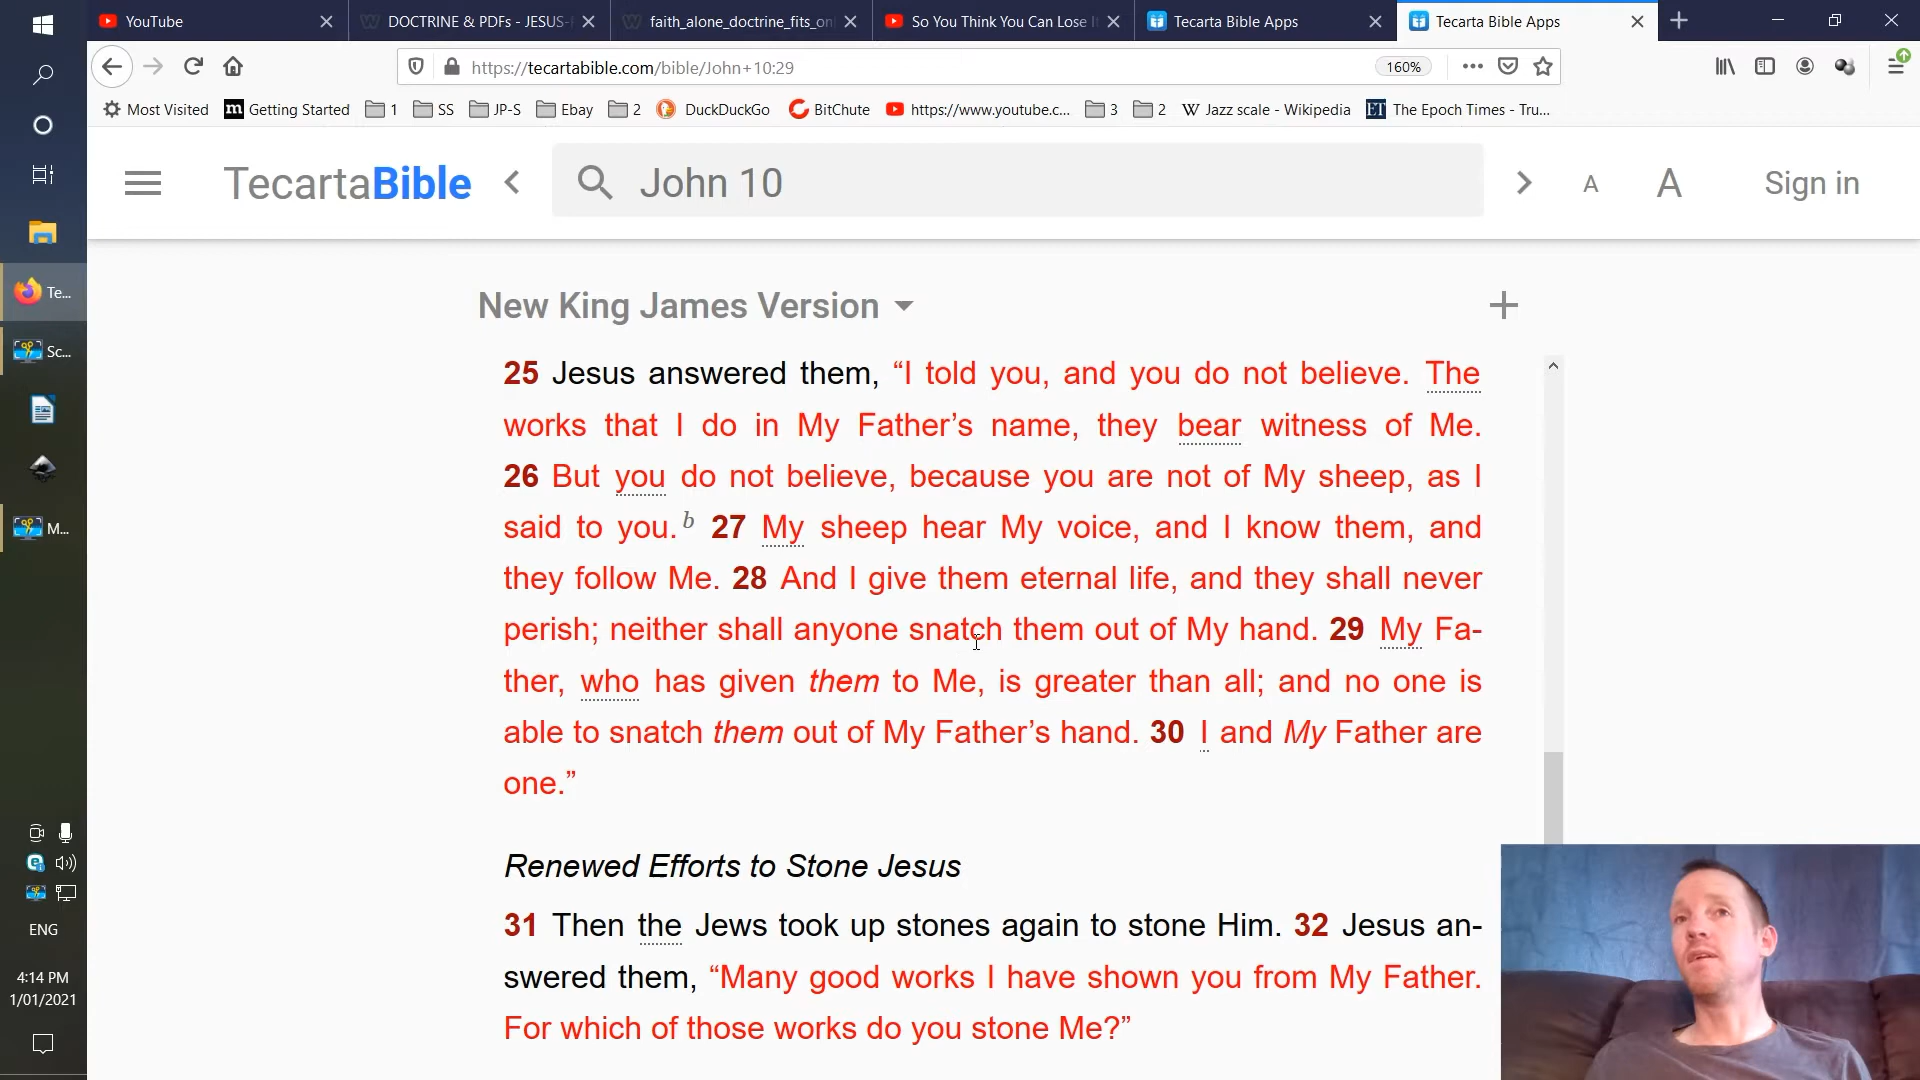 YouTube
DOCTRINE & PDFs - JESUS-
faith_alone_doctrine_fits_on
So You Think You Can Lose I
Tecarta Bible Apps
Tecarta Bible Apps
https://tecartabible.com/bible/John+10:29
160%
Most Visited
m Getting Started
1
SS
JP-S
Ebay
2
DuckDuckGo
BitChute
https://www.youtube.c...
3
2
W Jazz scale - Wikipedia
ET The Epoch Times - Tru...
TecartaBible
John 10
A
A
Sign in
New King James Version
25 Jesus answered them, “I told you, and you do not believe. The
works that I do in My Father’s name, they bear witness of Me.
26 But you do not believe, because you are not of My sheep, as I
said to you. b 27 My sheep hear My voice, and I know them, and
they follow Me. 28 And I give them eternal life, and they shall never
perish; neither shall anyone snatch them out of My hand. 29 My Fa-
ther, who has given them to Me, is greater than all; and no one is
able to snatch them out of My Father’s hand. 30 I and My Father are
one.”
Renewed Efforts to Stone Jesus
31 Then the Jews took up stones again to stone Him. 32 Jesus an-
swered them, “Many good works I have shown you from My Father.
For which of those works do you stone Me?”
Te...
Sc...
M...
ENG
4:14 PM
1/01/2021